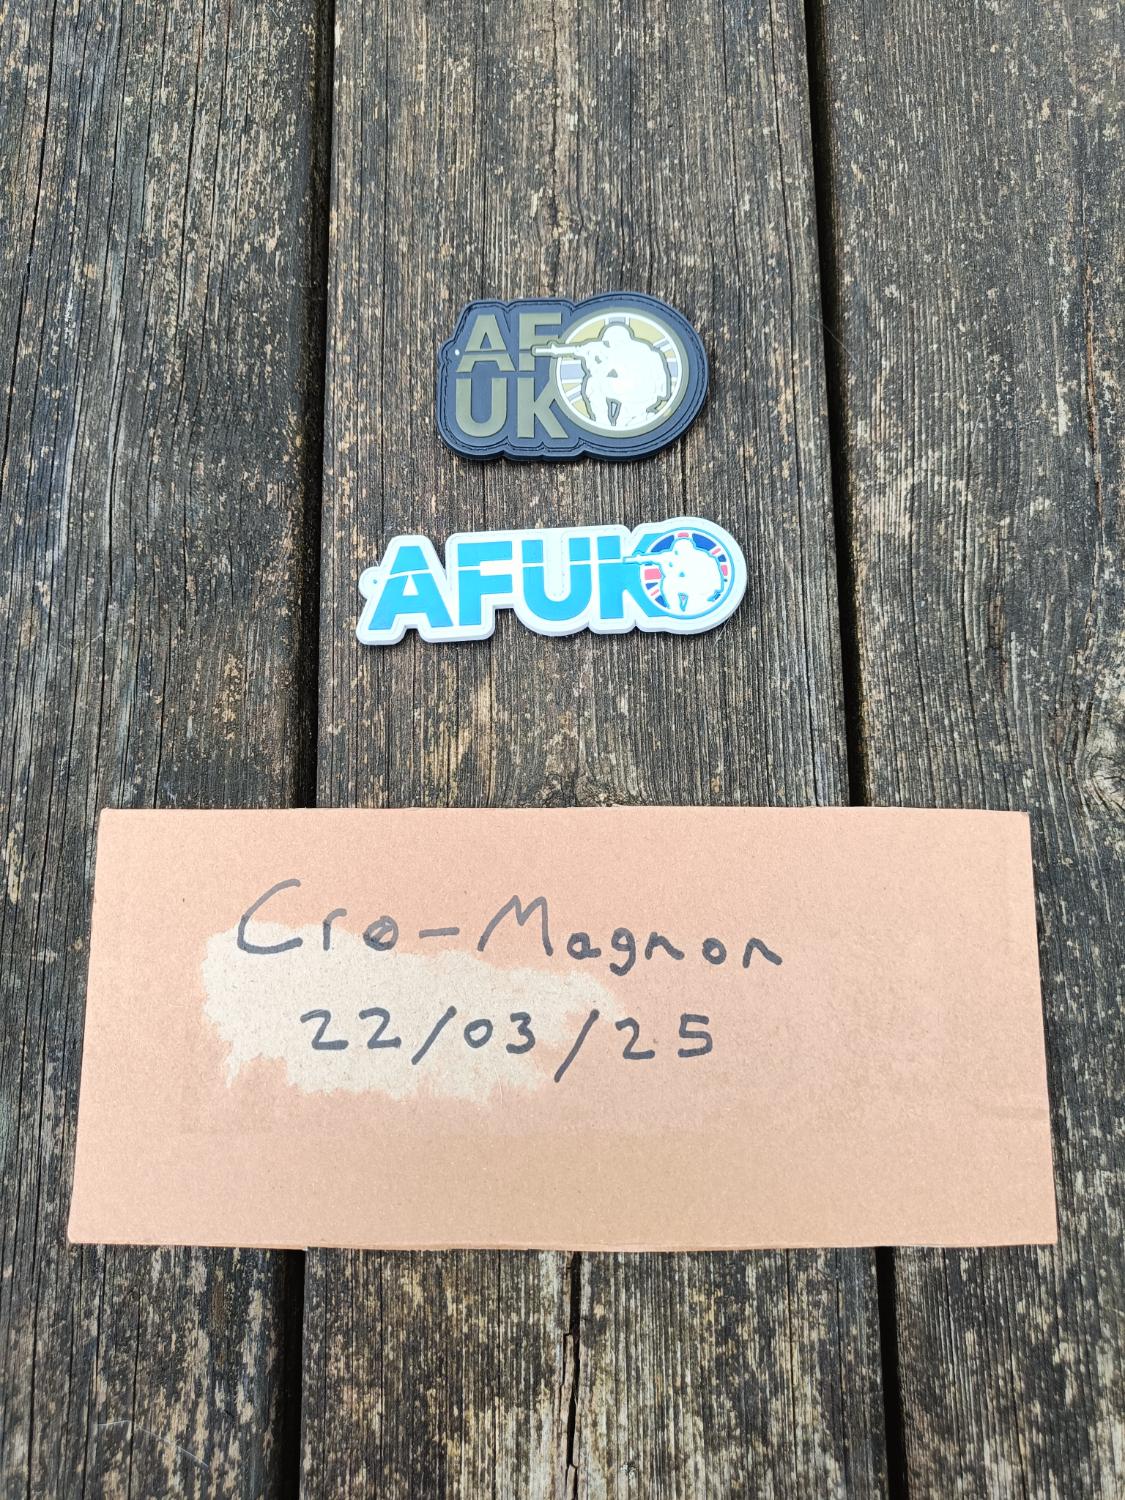 AF
UK
AFUK
Cro-Magnon
22/03/25